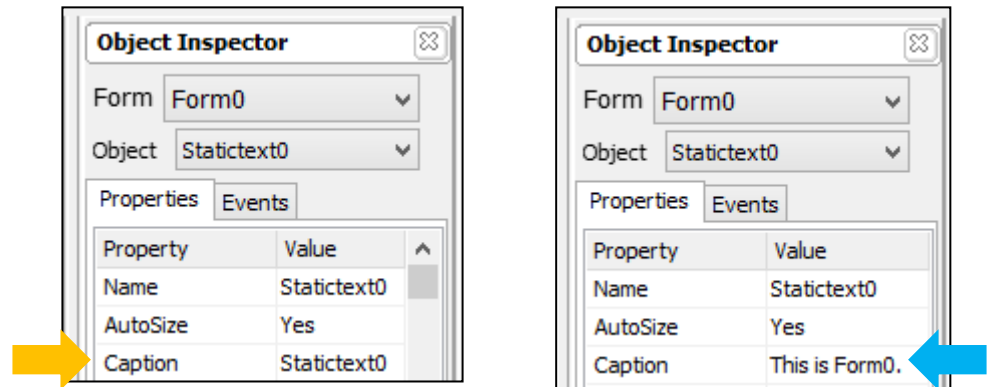 Object Inspector
Form Form0
Object Statictext0
Properties Events
Property Value
Name Statictext0
AutoSize Yes
Caption Statictext0
Object Inspector
Form Form0
Object Statictext0
Properties Events
Property Value
Name Statictext0
AutoSize Yes
Caption This is Form0.